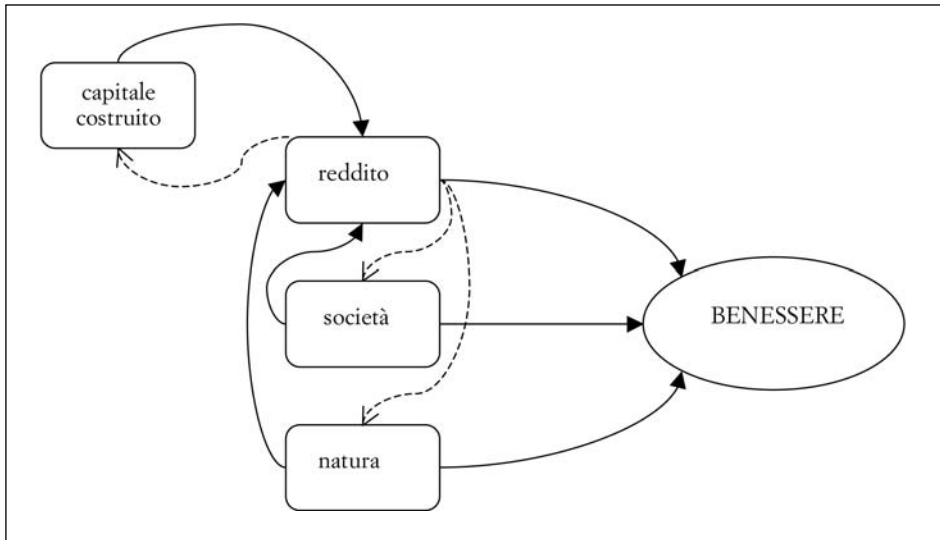 capitale
costruito
reddito
società
natura
BENESSERE